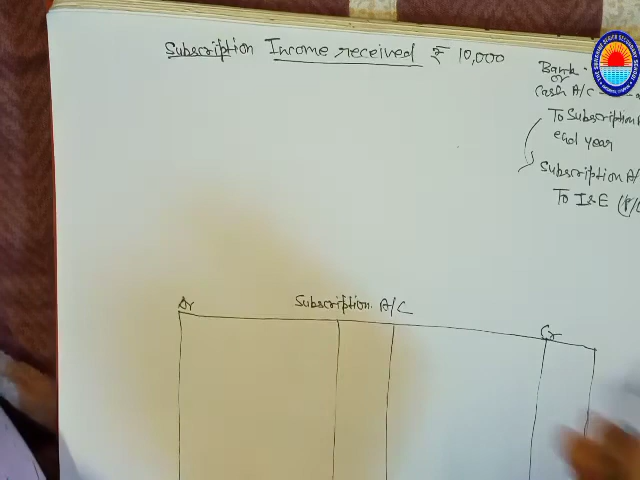 Subscription Income received ₹ 10,000
Bank
or
Cash A/C
To Subscription
end year
Subscription A/
To I&E
Dr Subscription A/C Cr